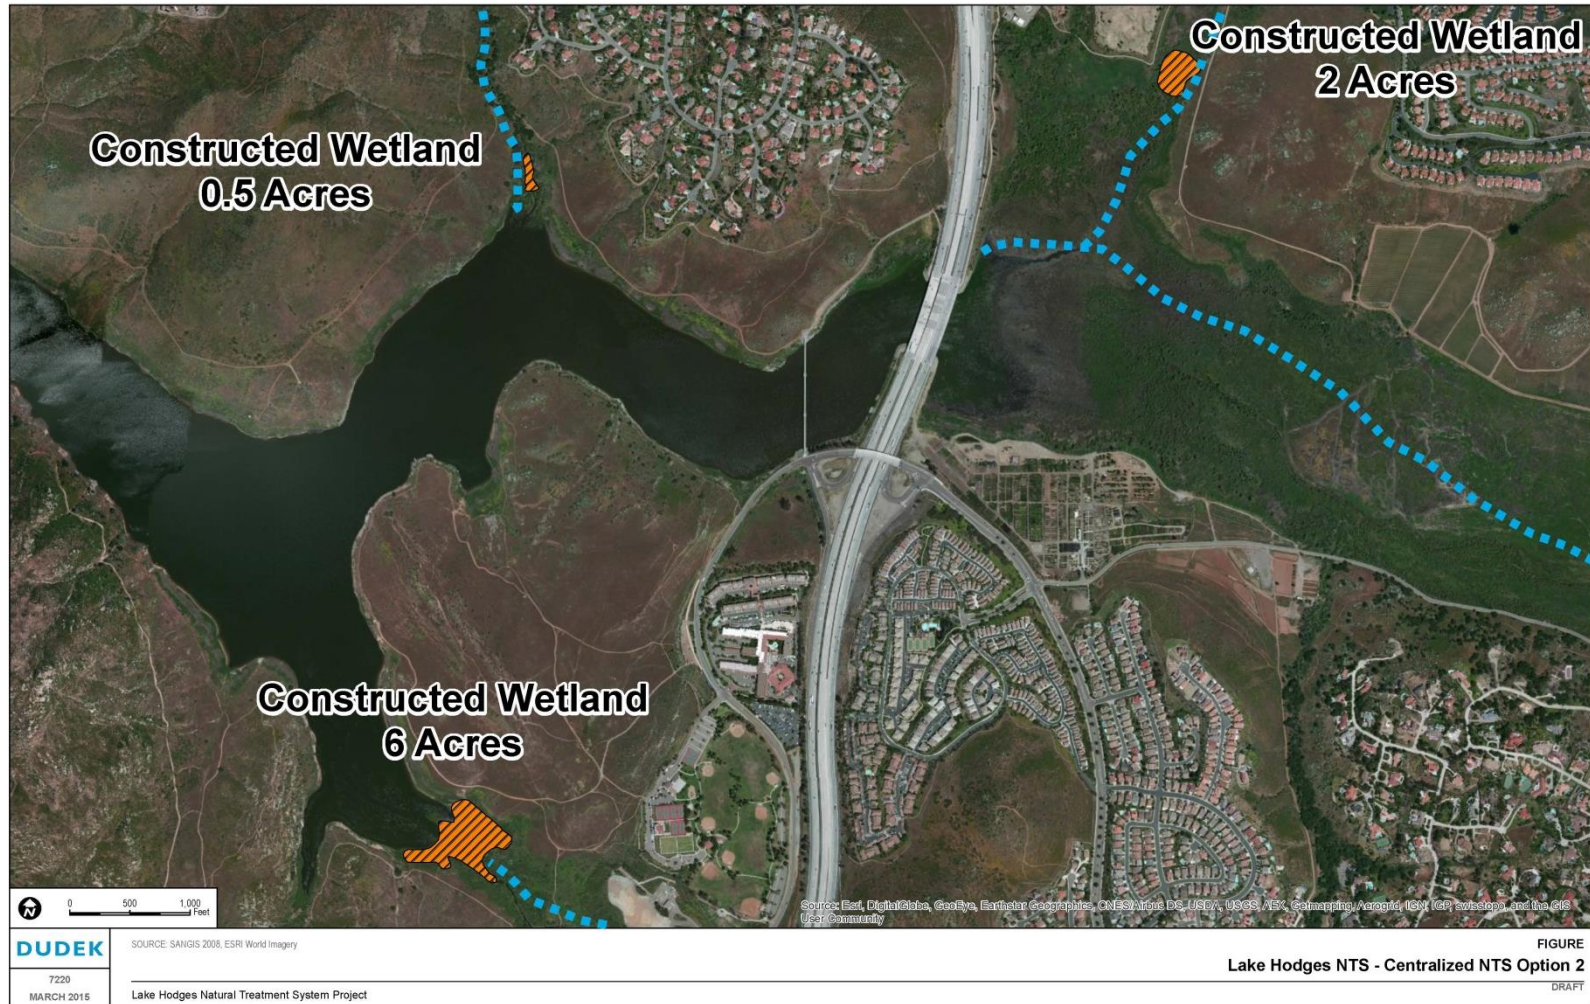 Constructed Wetland
2 Acres
Constructed Wetland
0.5 Acres
Constructed Wetland
6 Acres
N
0 500 1,000
Feet
Source: Esri, DigitalGlobe, GeoEye, Earthstar Geographics, CNES/Airbus DS, USDA, USGS, AEX, Getmapping, Aerogrid, IGN, IGP, swisstopo, and the GIS
User Community
DUDEK
7220
MARCH 2015
SOURCE: SANGIS 2008, ESRI World Imagery
Lake Hodges Natural Treatment System Project
FIGURE
Lake Hodges NTS - Centralized NTS Option 2
DRAFT